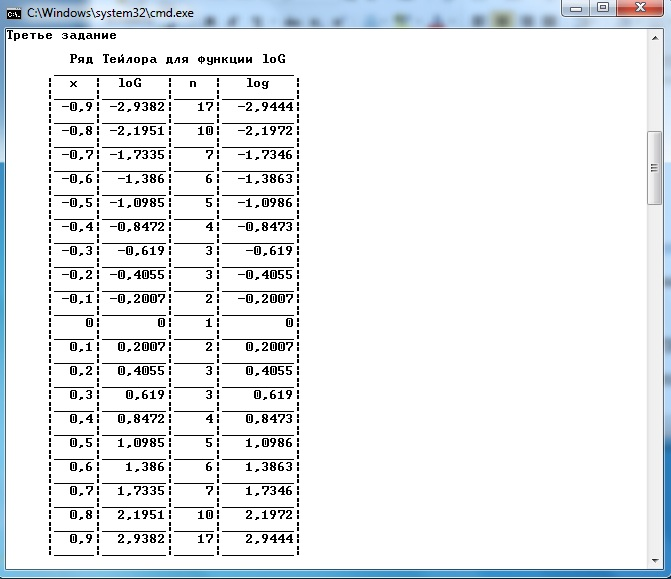 C:\Windows\system32\cmd.exe
Третье задание
Ряд Тейлора для функции loG
x loG n log
-0,9 -2,9382 17 -2,9444
-0,8 -2,1951 10 -2,1972
-0,7 -1,7335 7 -1,7346
-0,6 -1,386 6 -1,3863
-0,5 -1,0985 5 -1,0986
-0,4 -0,8472 4 -0,8473
-0,3 -0,619 3 -0,619
-0,2 -0,4055 3 -0,4055
-0,1 -0,2007 2 -0,2007
0 0 1 0
0,1 0,2007 2 0,2007
0,2 0,4055 3 0,4055
0,3 0,619 3 0,619
0,4 0,8472 4 0,8473
0,5 1,0985 5 1,0986
0,6 1,386 6 1,3863
0,7 1,7335 7 1,7346
0,8 2,1951 10 2,1972
0,9 2,9382 17 2,9444